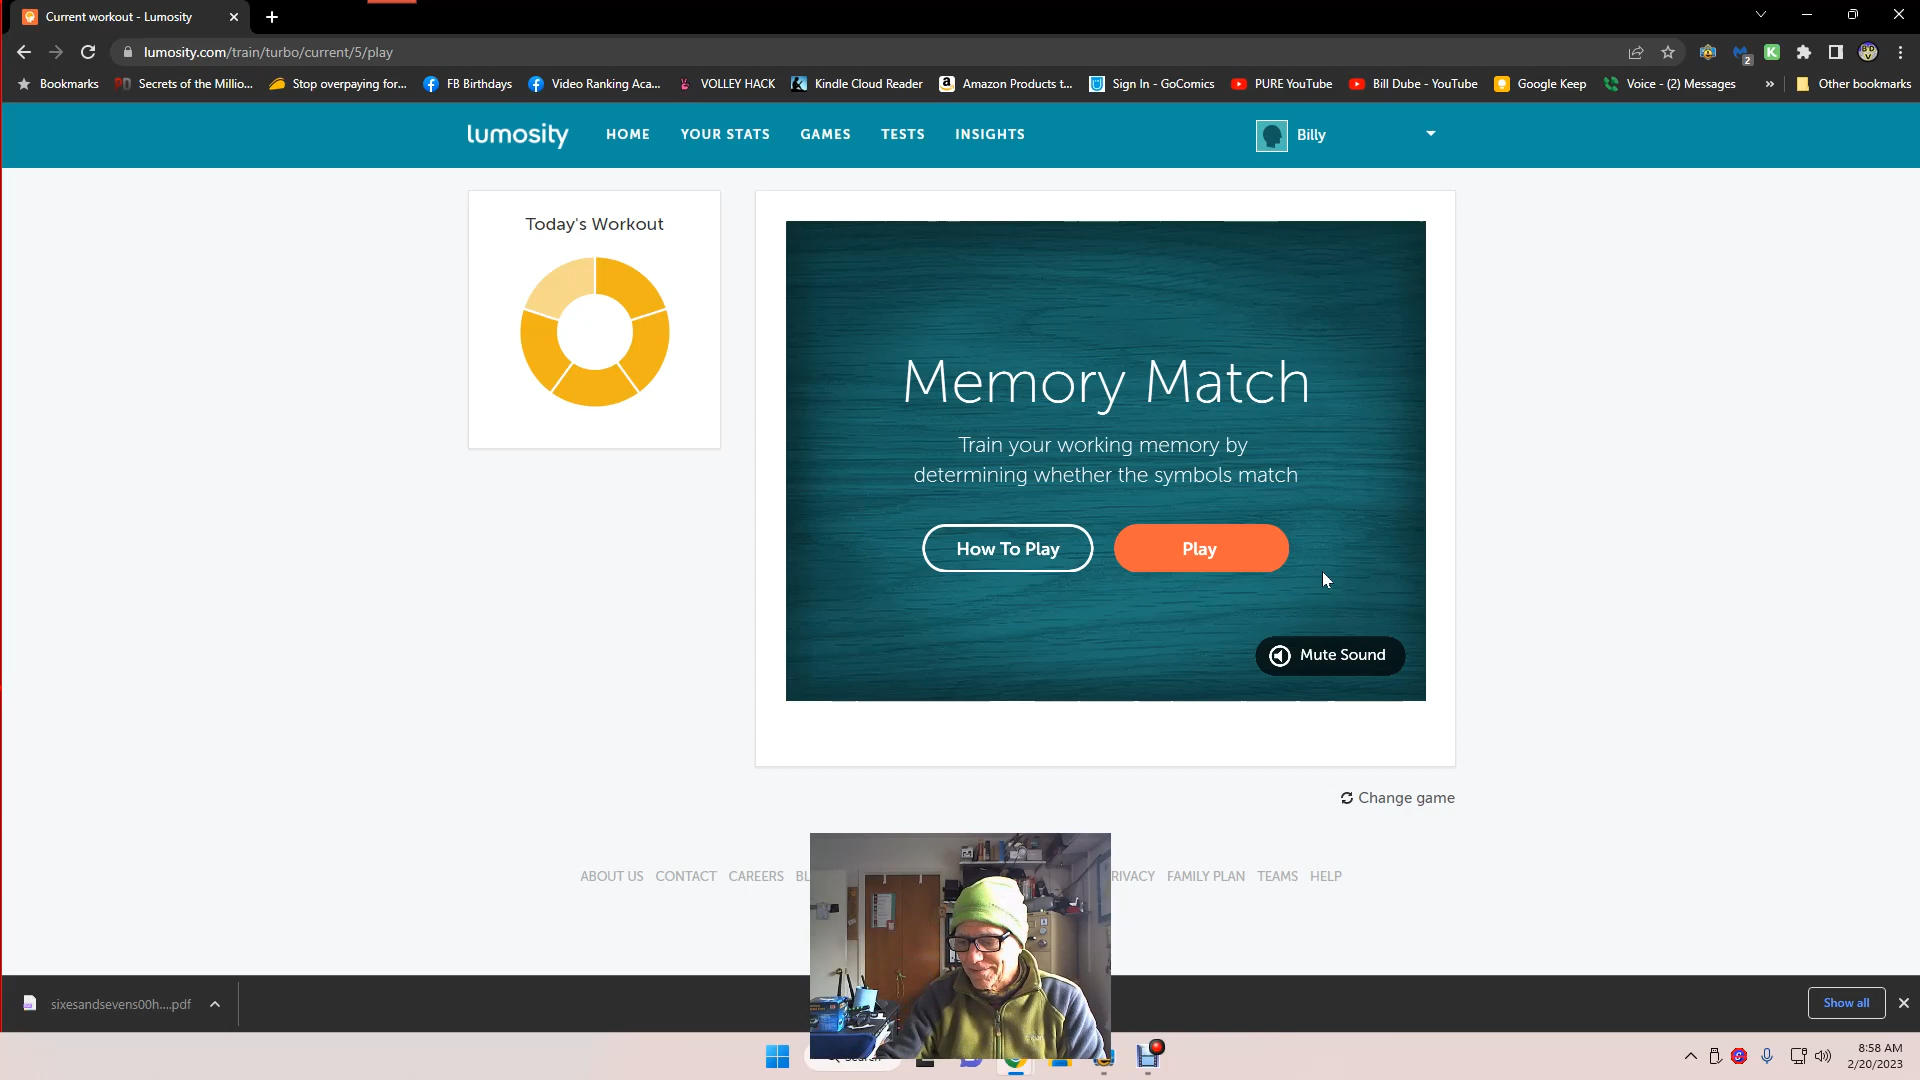 Current workout - Lumosity
lumosity.com/train/turbo/current/5/play
2
Bookmarks
Secrets of the Millio...
Stop overpaying for...
FB Birthdays
Video Ranking Aca...
VOLLEY HACK
Kindle Cloud Reader
Amazon Products t...
Sign In - GoComics
PURE YouTube
Bill Dube - YouTube
Google Keep
Voice - (2) Messages
»
Other bookmarks
lumosity
HOME
YOUR STATS
GAMES
TESTS
INSIGHTS
Billy
Today's Workout
Memory Match
Train your working memory by
determining whether the symbols match
How To Play
Play
Mute Sound
Change game
ABOUT US
CONTACT
CAREERS
BL
RIVACY
FAMILY PLAN
TEAMS
HELP
sixesandsevens00h....pdf
Show all
8:58 AM
2/20/2023